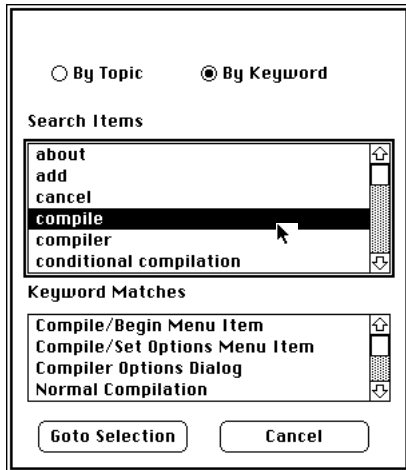 By Topic By Keyword
Search Items
about
add
cancel
compile
compiler
conditional compilation
Keyword Matches
Compile/Begin Menu Item
Compile/Set Options Menu Item
Compiler Options Dialog
Normal Compilation
Goto Selection Cancel